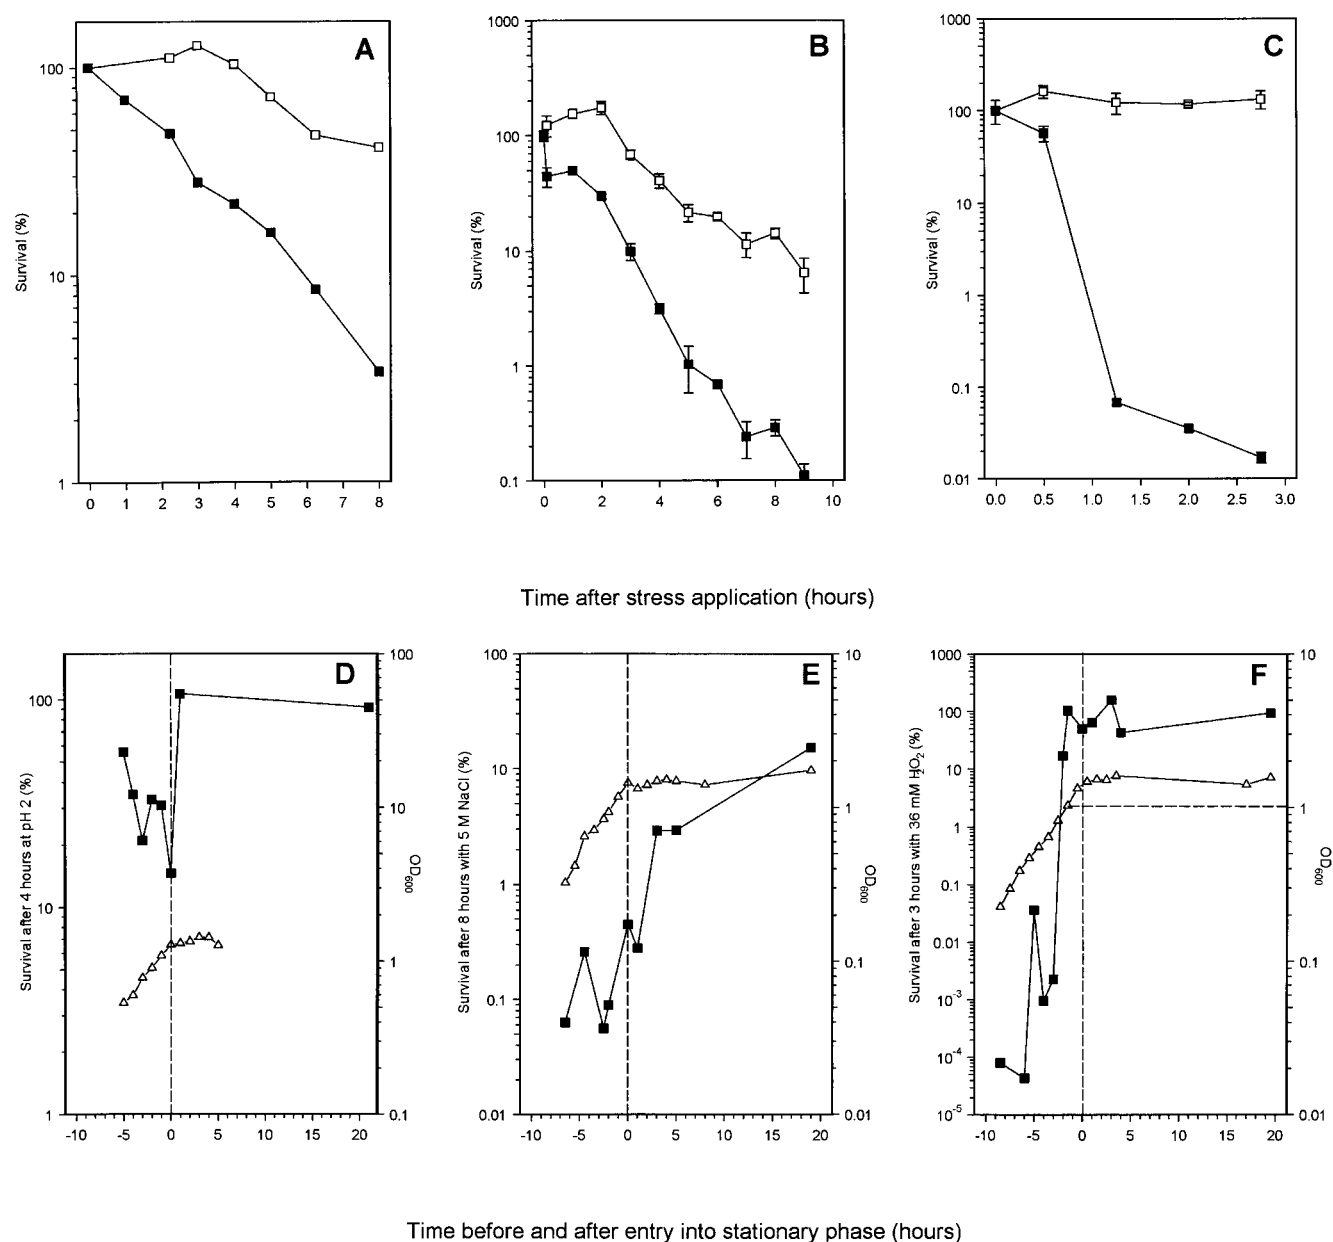 A
B
C
Survival (%)
100
10
1
0 1 2 3 4 5 6 7 8
Survival (%)
1000
100
10
1
0.1
0 2 4 6 8 10
Survival (%)
1000
100
10
1
0.1
0.01
0.0 0.5 1.0 1.5 2.0 2.5 3.0
Time after stress application (hours)
D
E
F
Survival after 4 hours at pH 2 (%)
100
10
1
-10 -5 0 5 10 15 20
100
10
1
0.1
OD600
Survival after 8 hours with 5 M NaCl (%)
100
10
1
0.1
0.01
-10 -5 0 5 10 15 20
10
1
0.1
0.01
OD600
Survival after 3 hours with 36 mM H2O2 (%)
1000
100
10
1
0.1
0.01
10-3
10-4
10-5
-10 -5 0 5 10 15 20
10
1
0.1
0.01
OD600
Time before and after entry into stationary phase (hours)